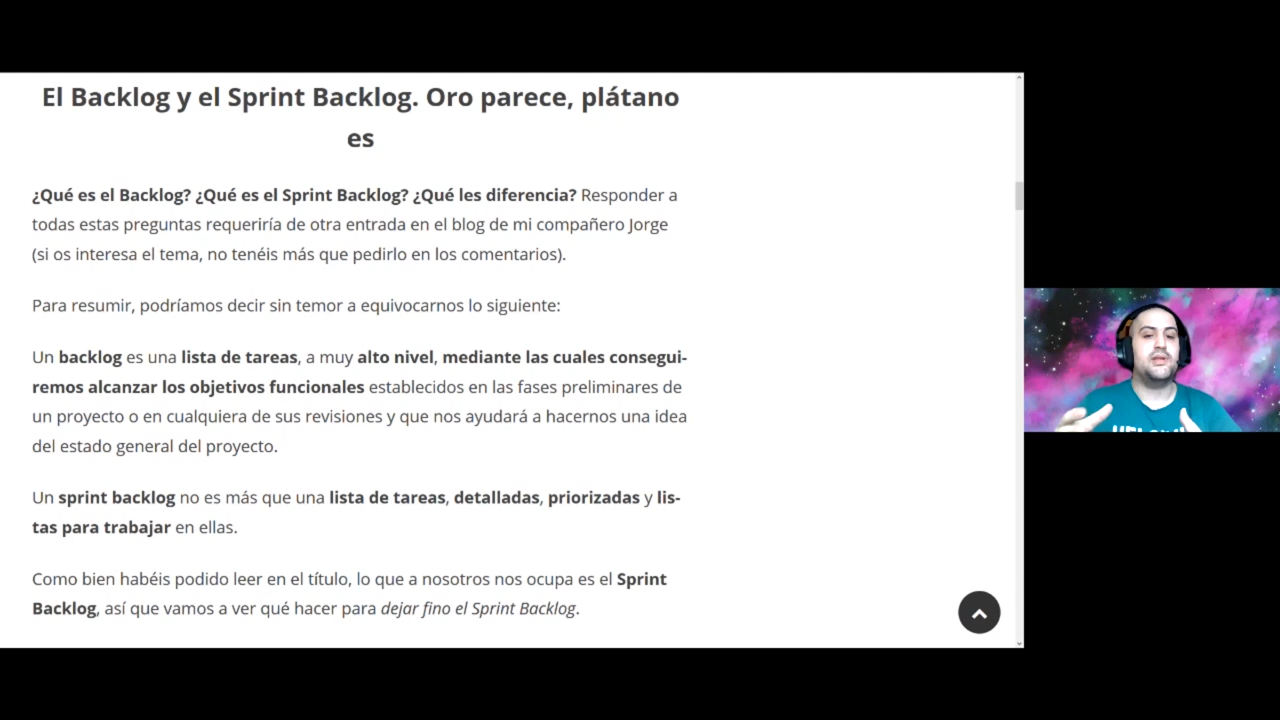 El Backlog y el Sprint Backlog. Oro parece, plátano
es
¿Qué es el Backlog? ¿Qué es el Sprint Backlog? ¿Qué les diferencia? Responder a
todas estas preguntas requeriría de otra entrada en el blog de mi compañero Jorge
(si os interesa el tema, no tenéis más que pedirlo en los comentarios).
Para resumir, podríamos decir sin temor a equivocarnos lo siguiente:
Un backlog es una lista de tareas, a muy alto nivel, mediante las cuales consegui-
remos alcanzar los objetivos funcionales establecidos en las fases preliminares de
un proyecto o en cualquiera de sus revisiones y que nos ayudará a hacernos una idea
del estado general del proyecto.
Un sprint backlog no es más que una lista de tareas, detalladas, priorizadas y lis-
tas para trabajar en ellas.
Como bien habéis podido leer en el título, lo que a nosotros nos ocupa es el Sprint
Backlog, así que vamos a ver qué hacer para dejar fino el Sprint Backlog.